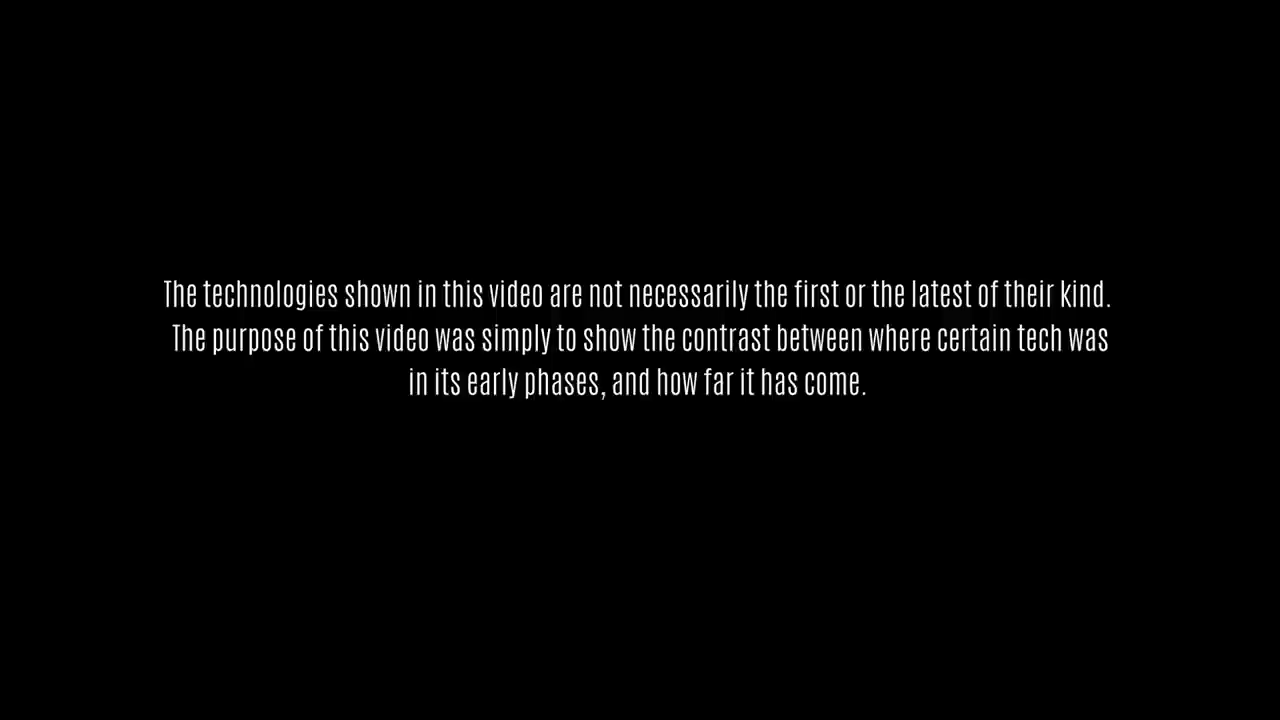 The technologies shown in this video are not necessarily the first or the latest of their kind.
The purpose of this video was simply to show the contrast between where certain tech was
in its early phases, and how far it has come.